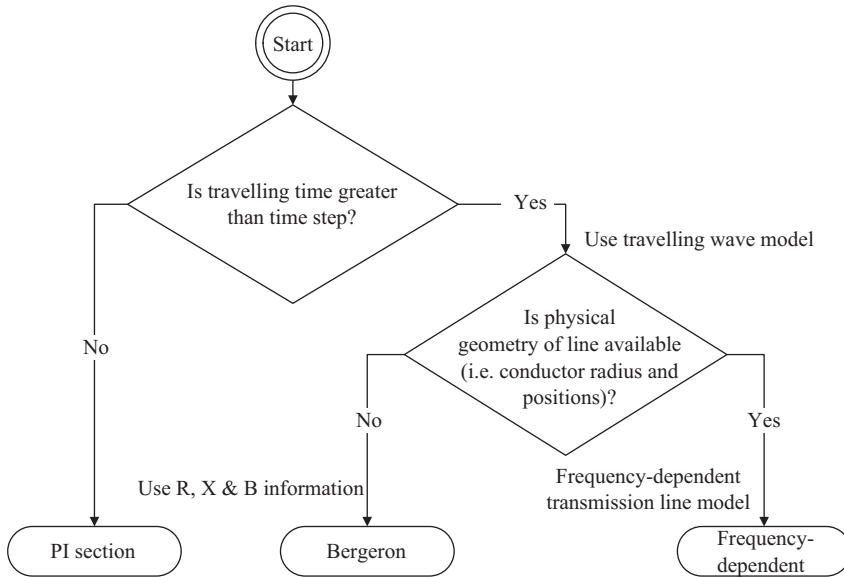 Start
Is travelling time greater
than time step?
Yes
Use travelling wave model
Is physical
geometry of line available
(i.e. conductor radius and
positions)?
No
No
Yes
Use R, X & B information
Frequency-dependent
transmission line model
PI section
Bergeron
Frequency-
dependent